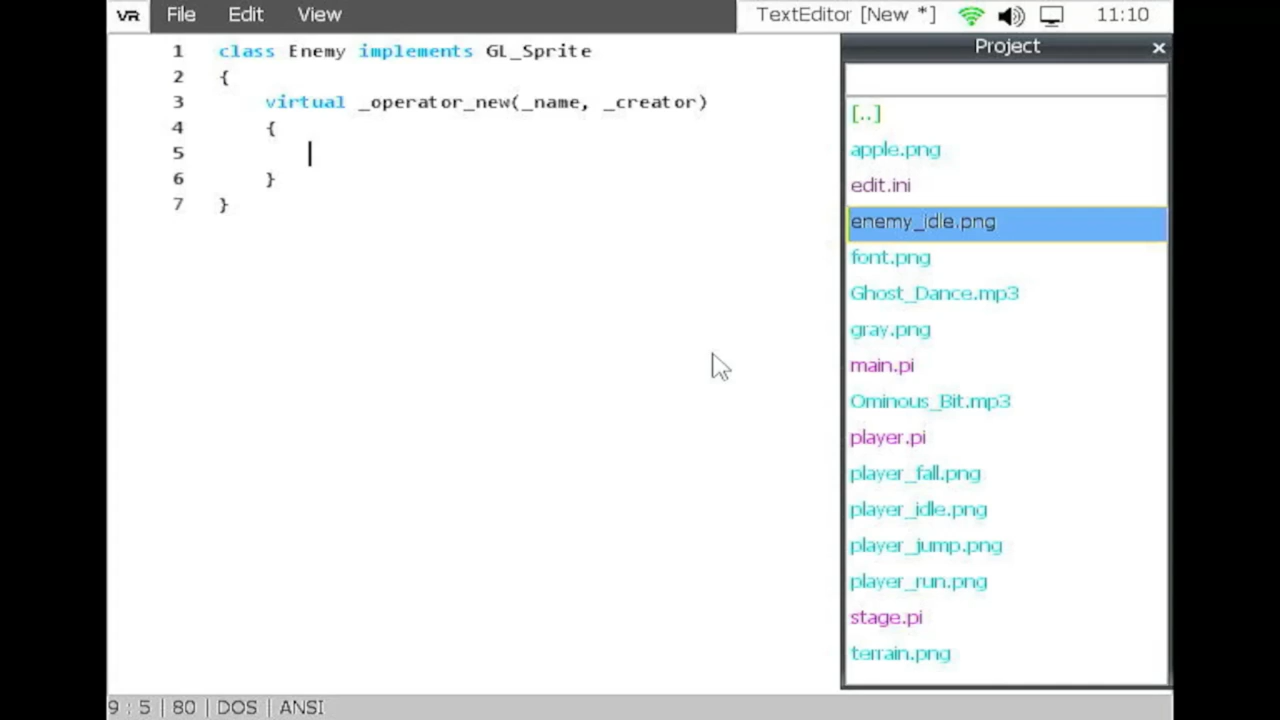 VR File Edit View TextEditor [New *] 11:10
1 class Enemy implements GL_Sprite
2 {
3 virtual _operator_new(_name, _creator)
4 {
5
6 }
7 }
Project
[..]
apple.png
edit.ini
enemy_idle.png
font.png
Ghost_Dance.mp3
gray.png
main.pi
Ominous_Bit.mp3
player.pi
player_fall.png
player_idle.png
player_jump.png
player_run.png
stage.pi
terrain.png
9 : 5 | 80 | DOS | ANSI